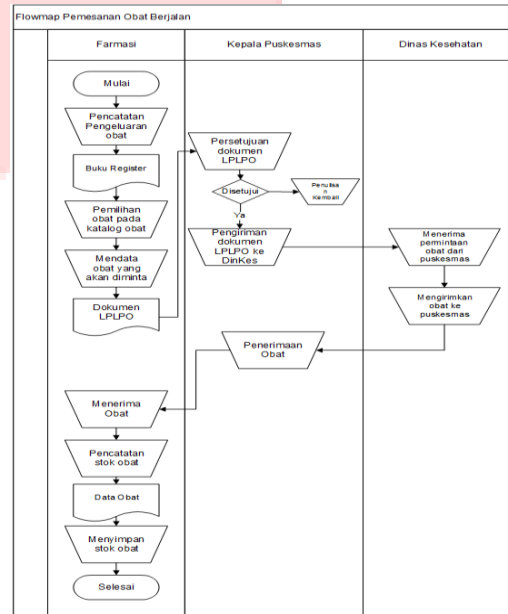 Flowmap Pemesanan Obat Berjalan
Farmasi
Kepala Puskesmas
Dinas Kesehatan
Mulai
Pencatatan
Pengeluaran
obat
Buku Register
Pemilihan
obat pada
katalog obat
Mendata
obat yang
akan diminta
Dokumen
LPLPO
Persetujuan
dokumen
LPLPO
Disetujui
Penulisa
n
Kembali
Ya
Pengiriman
dokumen
LPLPO ke
DinKes
Menerima
permintaan
obat dari
puskesmas
Mengirimkan
obat ke
puskesmas
Penerimaan
Obat
Menerima
Obat
Pencatatan
stok obat
Data Obat
Menyimpan
stok obat
Selesai